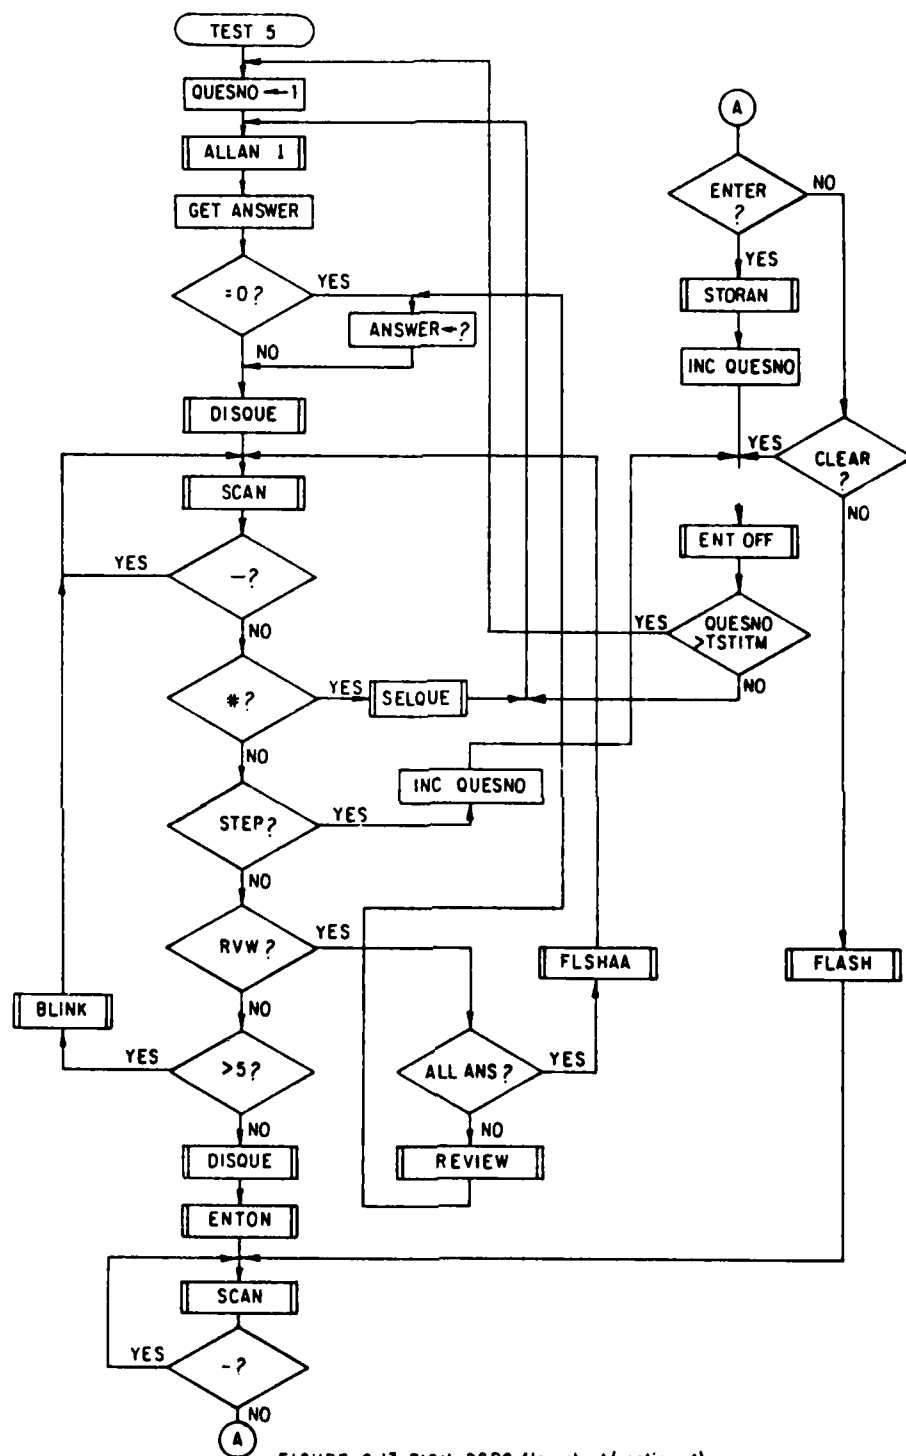 TEST 5
QUESNO ← 1
ALLAN 1
GET ANSWER
=0?
YES
ANSWER←?
NO
DISQUE
SCAN
YES
-?
NO
#?
YES
SELQUE
NO
INC QUESNO
STEP?
YES
NO
RVW?
YES
NO
BLINK
YES
>5?
FLSHAA
ALL ANS?
YES
NO
NO
DISQUE
REVIEW
ENTON
SCAN
YES
-?
NO
A
A
ENTER
?
NO
YES
STORAN
INC QUESNO
YES
CLEAR
?
NO
ENT OFF
YES
QUESNO
>TSTITM
NO
FLASH